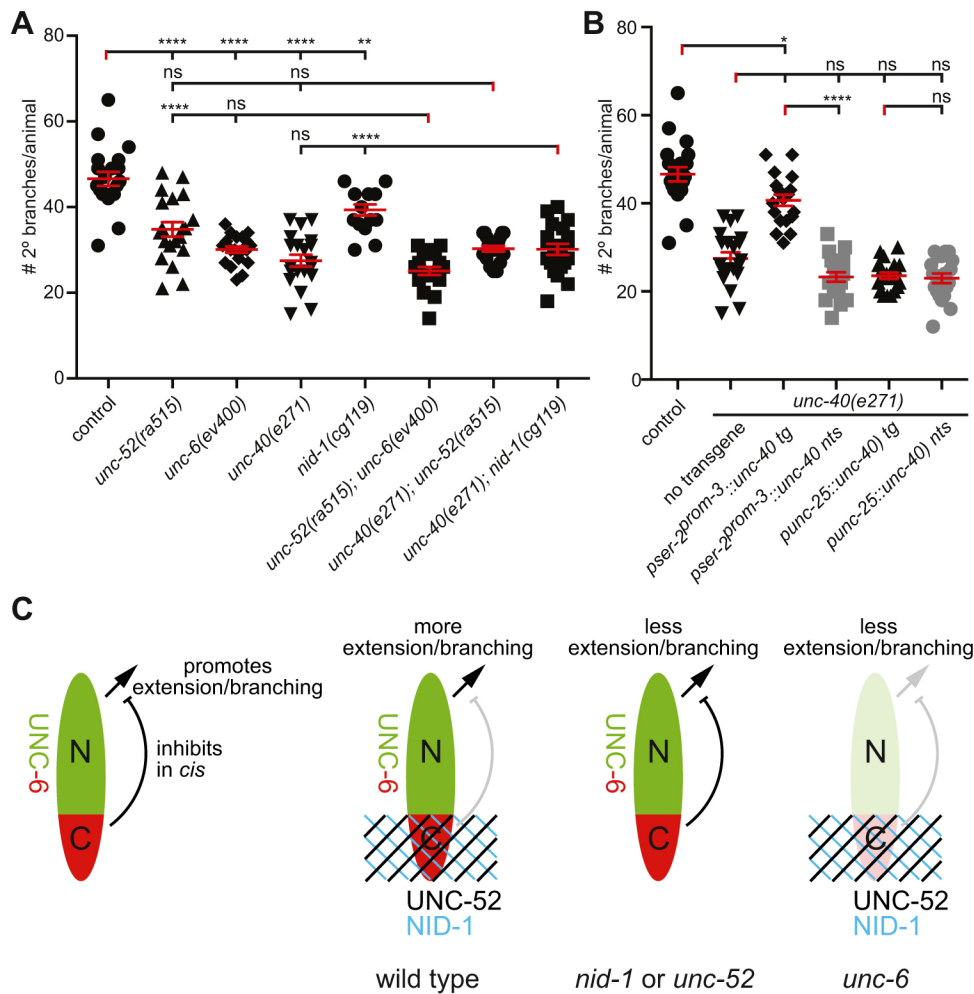 A
# 2º branches/animal
80
60
40
20
0
**** **** **** **
ns ns
**** ns
ns ****
control
unc-52(ra515)
unc-6(ev400)
unc-40(e271)
nid-1(cg119)
unc-52(ra515); unc-6(ev400)
unc-40(e271); unc-52(ra515)
unc-40(e271); nid-1(cg119)
B
# 2º branches/animal
80
60
40
20
0
*
ns ns ns ns
**** ns
unc-40(e271)
control
no transgene
pser-2prom-3::unc-40 tg
pser-2prom-3::unc-40 nts
punc-25::unc-40) tg
punc-25::unc-40) nts
C
promotes
extension/branching
UNC-6
N
C
inhibits
in cis
more
extension/branching
UNC-6
N
C
UNC-52
NID-1
wild type
less
extension/branching
UNC-6
N
C
nid-1 or unc-52
less
extension/branching
N
C
UNC-52
NID-1
unc-6